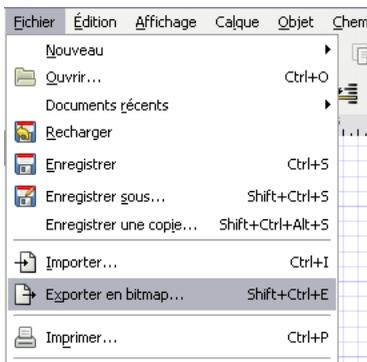 Fichier Édition Affichage Calque Objet Chem
Nouveau
Ouvrir... Ctrl+O
Documents récents
Recharger
Enregistrer Ctrl+S
Enregistrer sous... Shift+Ctrl+S
Enregistrer une copie... Shift+Ctrl+Alt+S
Importer... Ctrl+I
Exporter en bitmap... Shift+Ctrl+E
Imprimer... Ctrl+P